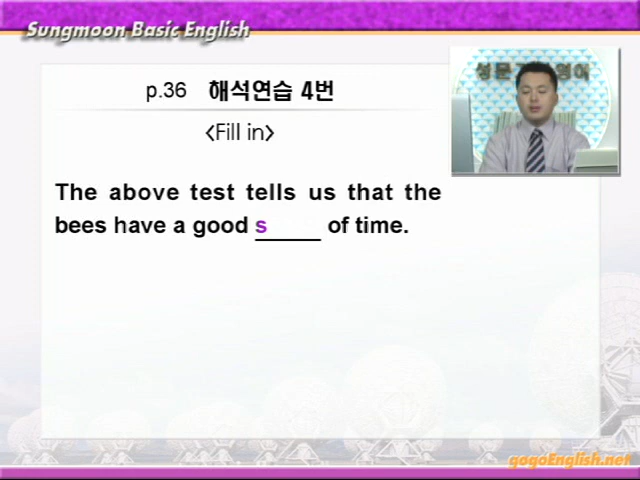 Sungmoon Basic English
p.36 해석연습 4번
<Fill in>
The above test tells us that the
bees have a good s_____ of time.
gogoEnglish.net